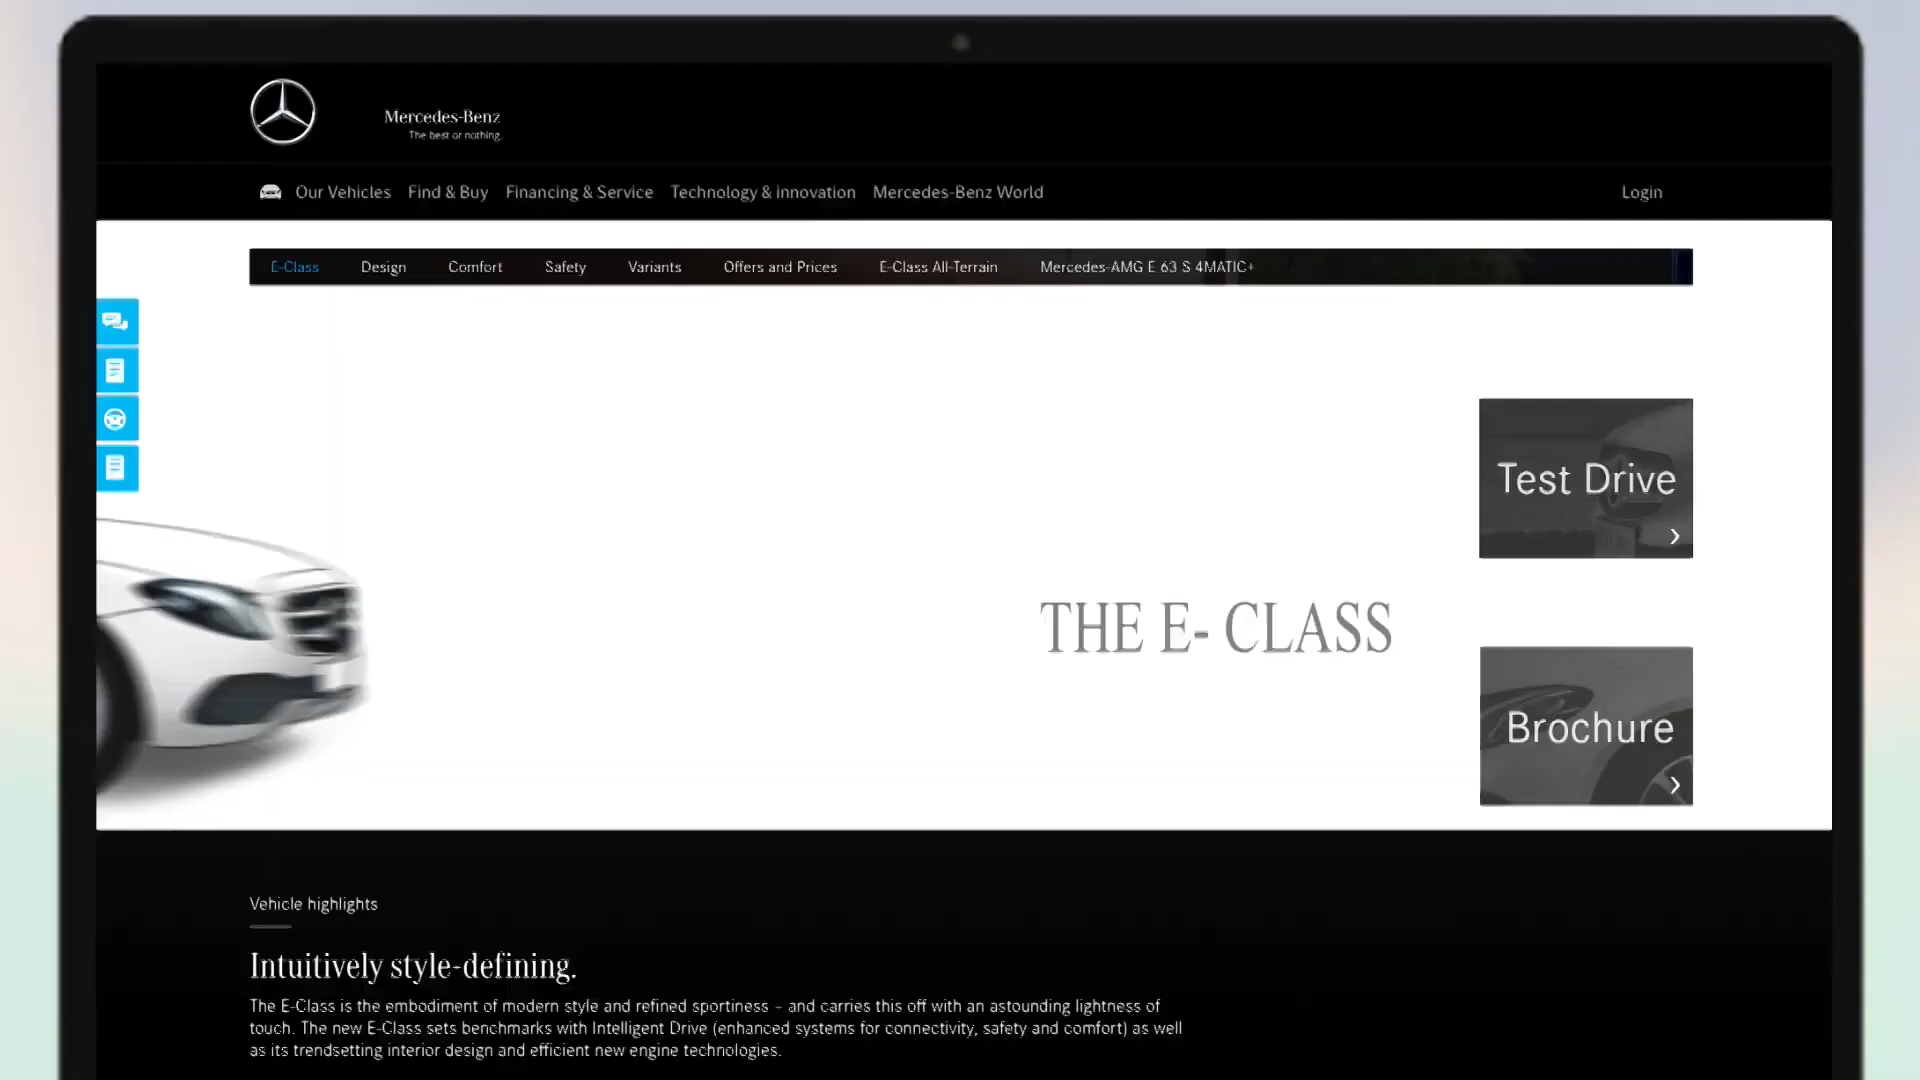 Mercedes-Benz
The best or nothing.
Our Vehicles Find & Buy Financing & Service Technology & innovation Mercedes-Benz World Login
E-Class Design Comfort Safety Variants Offers and Prices E-Class All-Terrain Mercedes-AMG E 63 S 4MATIC+
Test Drive
THE E- CLASS
Brochure
Vehicle highlights
Intuitively style-defining.
The E-Class is the embodiment of modern style and refined sportiness – and carries this off with an astounding lightness of
touch. The new E-Class sets benchmarks with Intelligent Drive (enhanced systems for connectivity, safety and comfort) as well
as its trendsetting interior design and efficient new engine technologies.